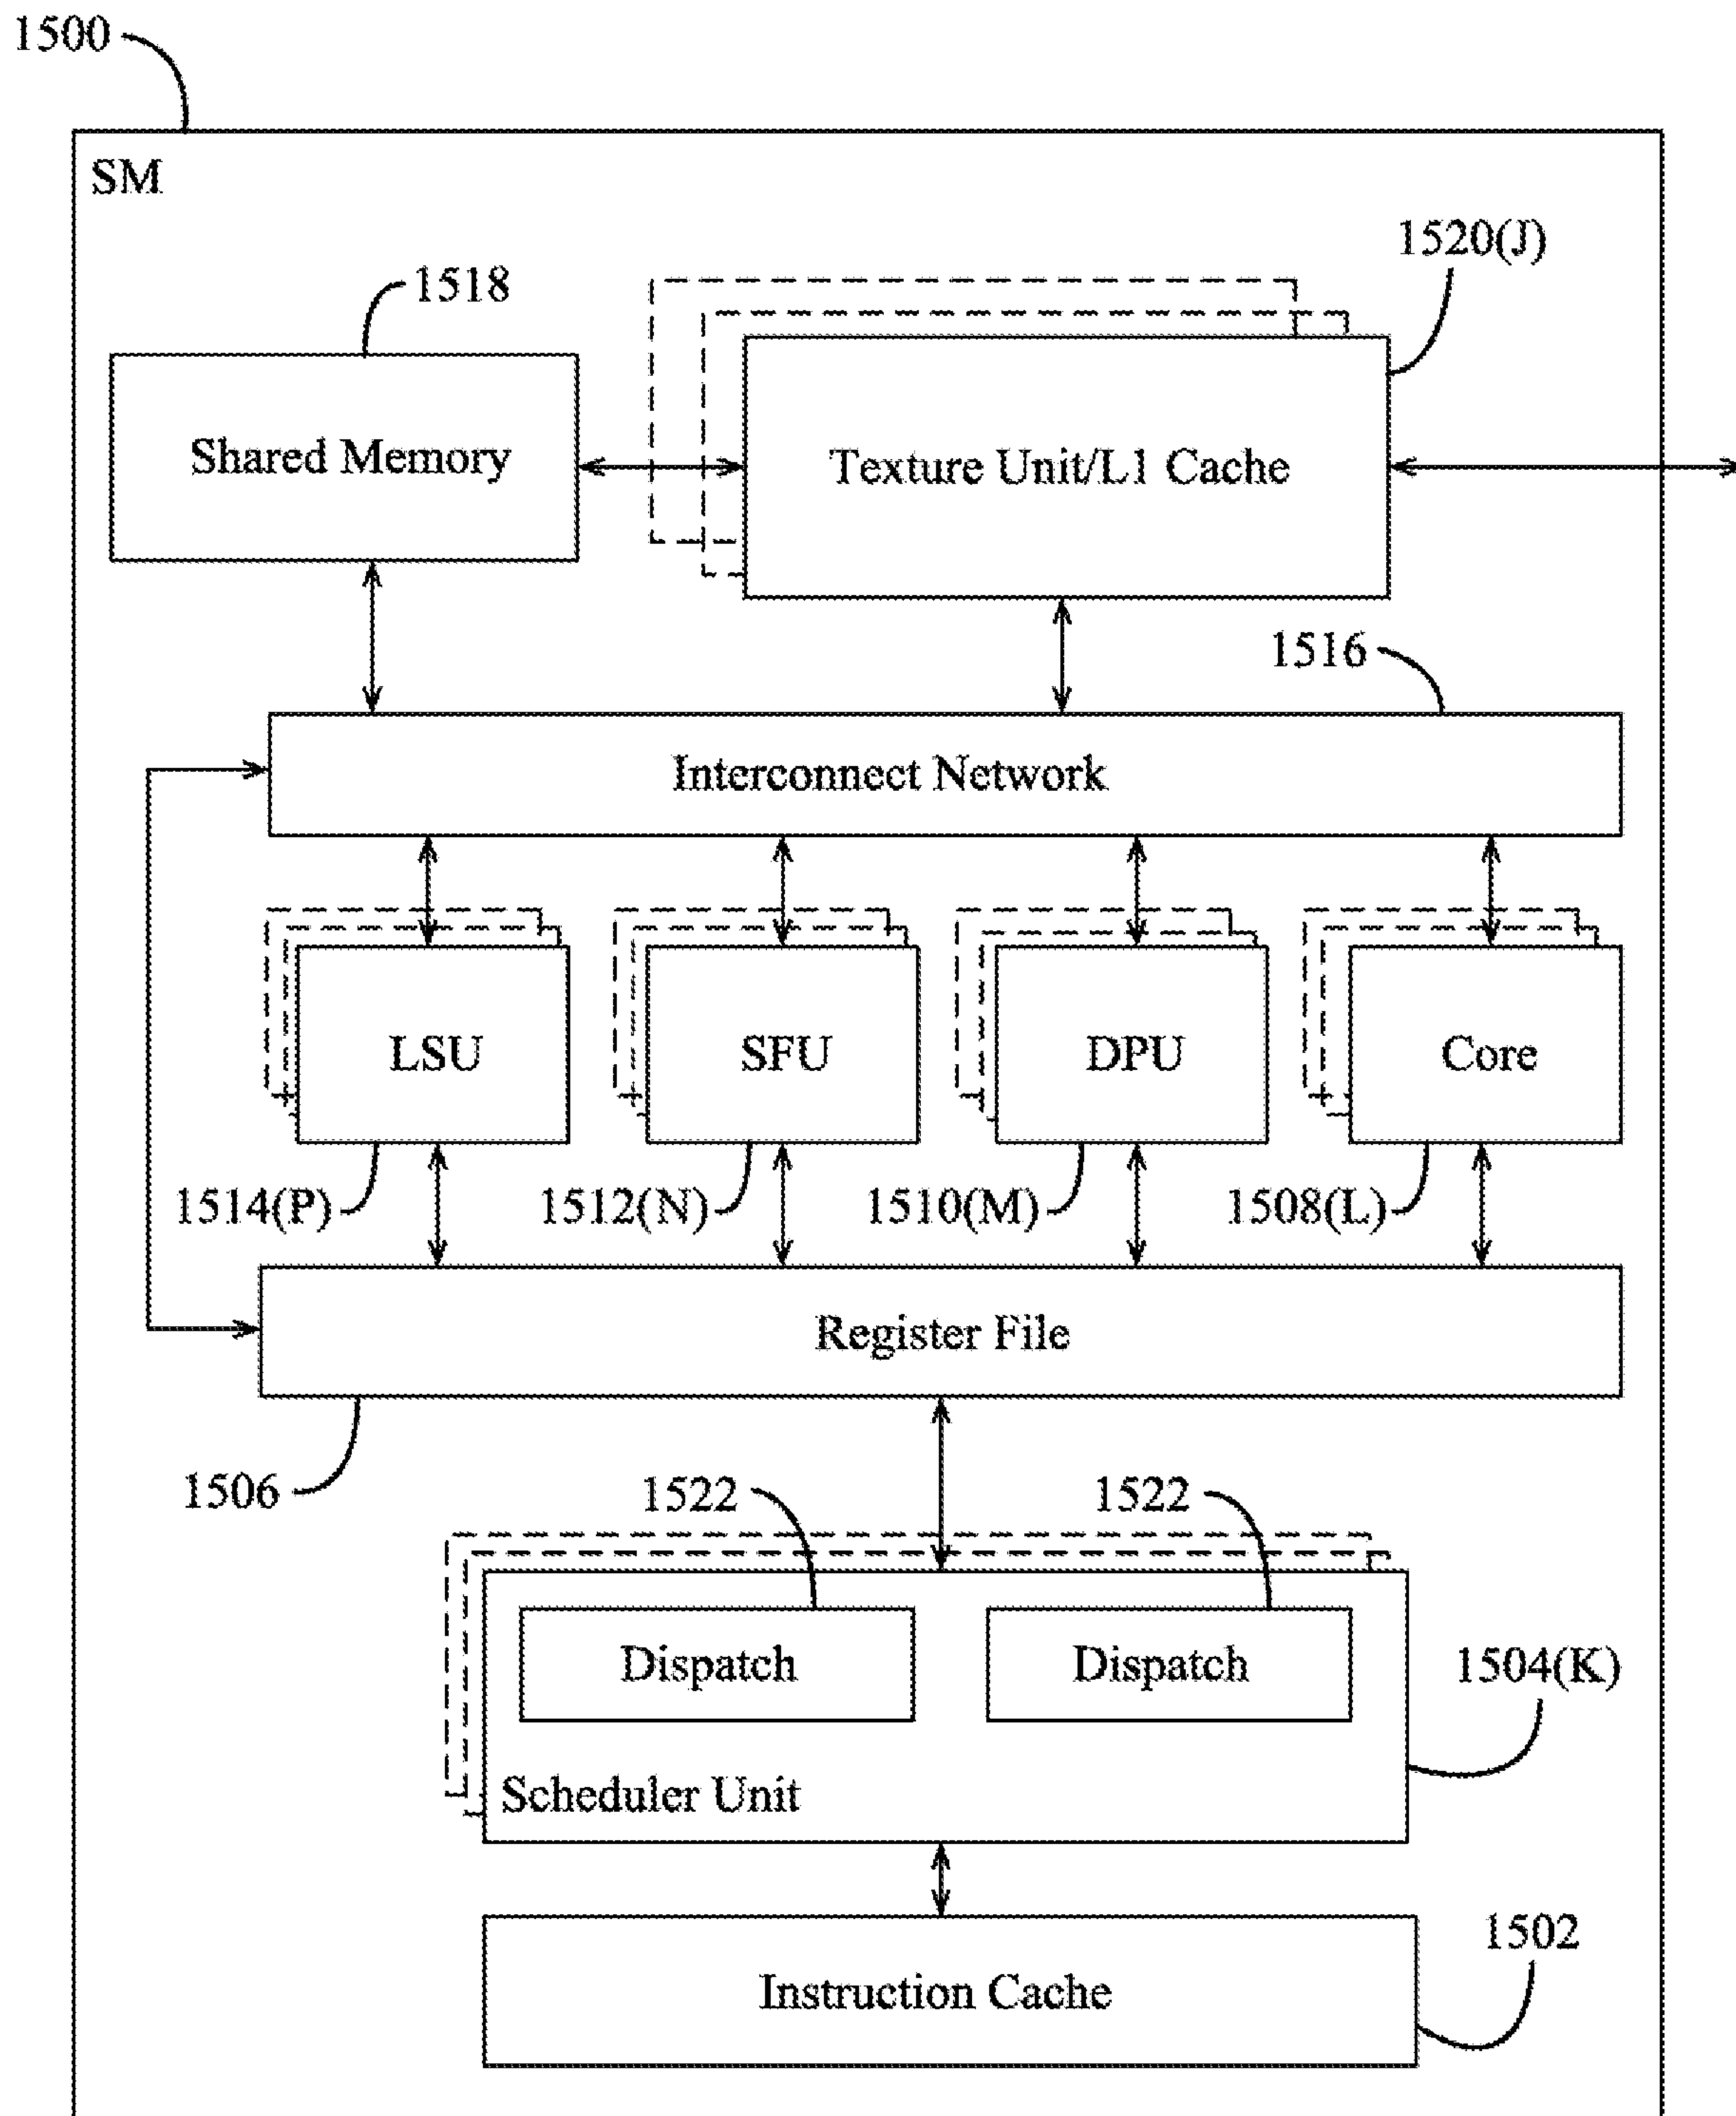 1500
SM
1520(J)
1518
Shared Memory
Texture Unit/L1 Cache
1516
Interconnect Network
LSU
SFU
DPU
Core
1514(P)
1512(N)
1510(M)
1508(L)
Register File
1506
1522
1522
Dispatch
Dispatch
1504(K)
Scheduler Unit
1502
Instruction Cache